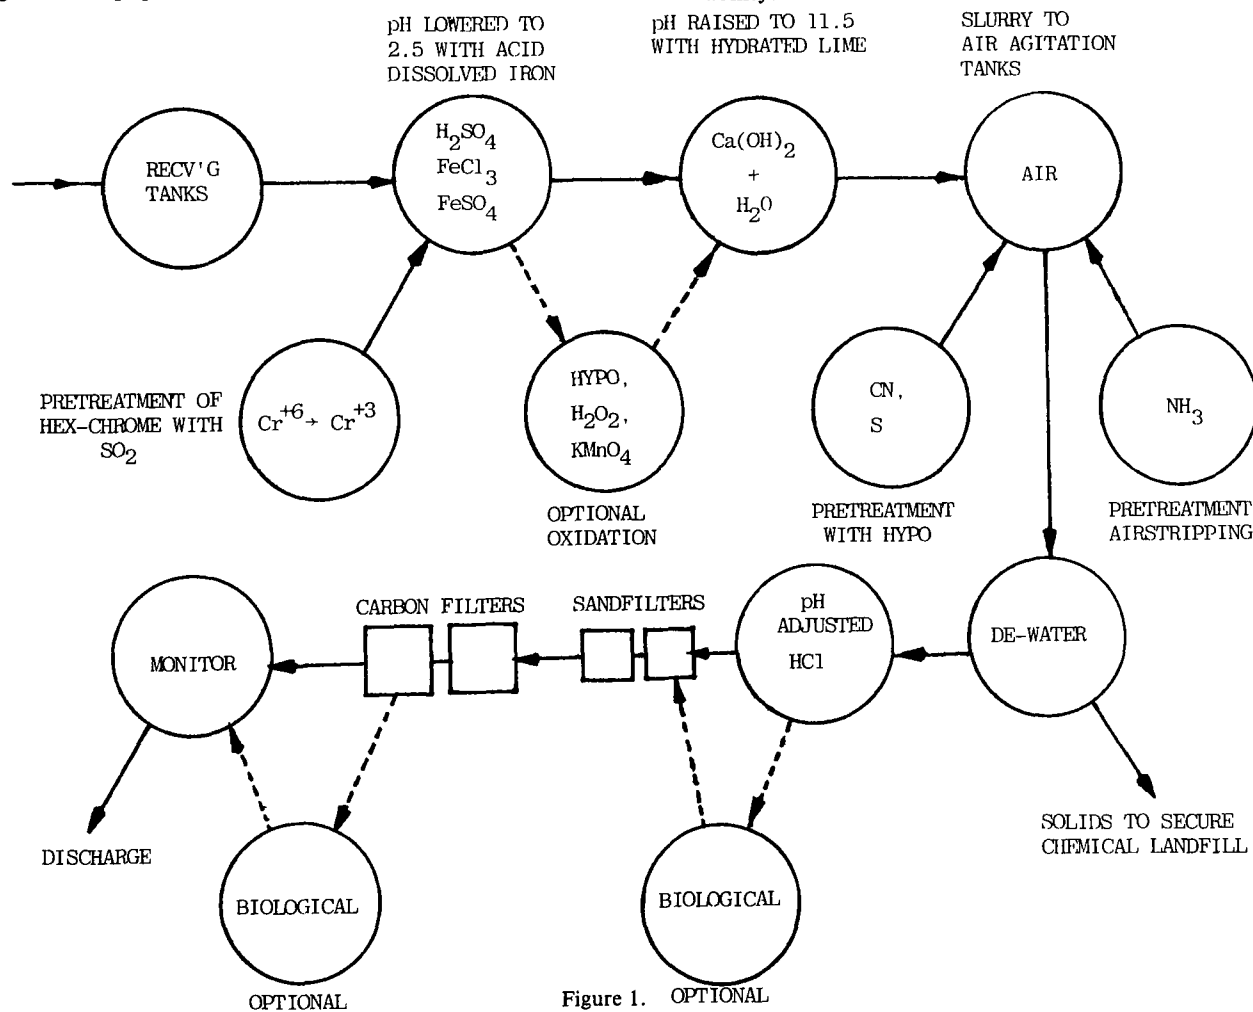 pH LOWERED TO
2.5 WITH ACID
DISSOLVED IRON
pH RAISED TO 11.5
WITH HYDRATED LIME
SLURRY TO
AIR AGITATION
TANKS
RECV'G
TANKS
H₂SO₄
FeCl₃
FeSO₄
Ca(OH)₂
+
H₂O
AIR
PRETREATMENT OF
HEX-CHROME WITH
SO₂
Cr⁺⁶→ Cr⁺³
HYPO,
H₂O₂,
KMnO₄
OPTIONAL
OXIDATION
CN,
S
PRETREATMENT
WITH HYPO
NH₃
PRETREATMENT
AIRSTRIPPING
MONITOR
CARBON FILTERS
SANDFILTERS
pH
ADJUSTED
HCl
DE-WATER
DISCHARGE
BIOLOGICAL
OPTIONAL
BIOLOGICAL
OPTIONAL
SOLIDS TO SECURE
CHEMICAL LANDFILL
Figure 1.